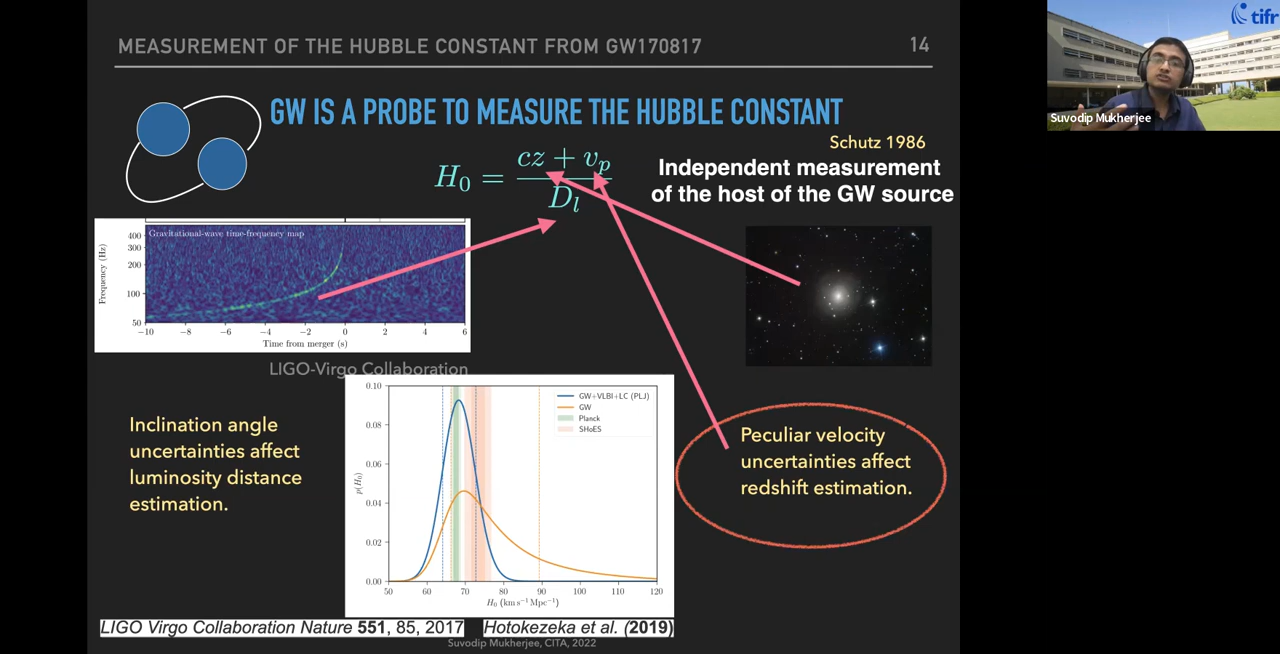 MEASUREMENT OF THE HUBBLE CONSTANT FROM GW170817
14
tifr
Suvodip Mukherjee
GW IS A PROBE TO MEASURE THE HUBBLE CONSTANT
Schutz 1986
H₀ = (cz + vₚ) / Dₗ
Independent measurement
of the host of the GW source
Gravitational-wave time-frequency map
Frequency (Hz)
400
300
200
100
50
−10 −8 −6 −4 −2 0 2 4 6
Time from merger (s)
LIGO-Virgo Collaboration
Inclination angle
uncertainties affect
luminosity distance
estimation.
GW+VLBI+LC (PLJ)
GW
Planck
SHoES
p(H₀)
0.10
0.08
0.06
0.04
0.02
0.00
50 60 70 80 90 100 110 120
H₀ (km s⁻¹ Mpc⁻¹)
Peculiar velocity
uncertainties affect
redshift estimation.
LIGO Virgo Collaboration Nature 551, 85, 2017
Hotokezeka et al. (2019)
Suvodip Mukherjee, CITA, 2022